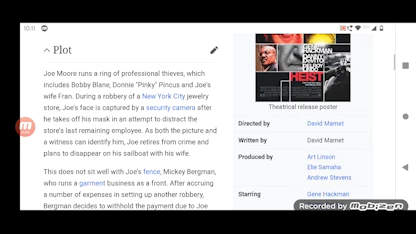 10:11
Plot
Joe Moore runs a ring of professional thieves, which
includes Bobby Blane, Donnie "Pinky" Pincus and Joe's
wife Fran. During a robbery of a New York City jewelry
store, Joe's face is captured by a security camera after
he takes off his mask in an attempt to distract the
store's last remaining employee. As both the picture and
a witness can identify him, Joe retires from crime and
plans to disappear on his sailboat with his wife.
This does not sit well with Joe's fence, Mickey Bergman,
who runs a garment business as a front. After accruing
a number of expenses in setting up another robbery,
Bergman decides to withhold the payment due to Joe
GENE HACKMAN
DANNY DEVITO
DELROY LINDO
HEIST
Theatrical release poster
Directed by David Mamet
Written by David Mamet
Produced by Art Linson
Elie Samaha
Andrew Stevens
Starring Gene Hackman
Recorded by Mobizen